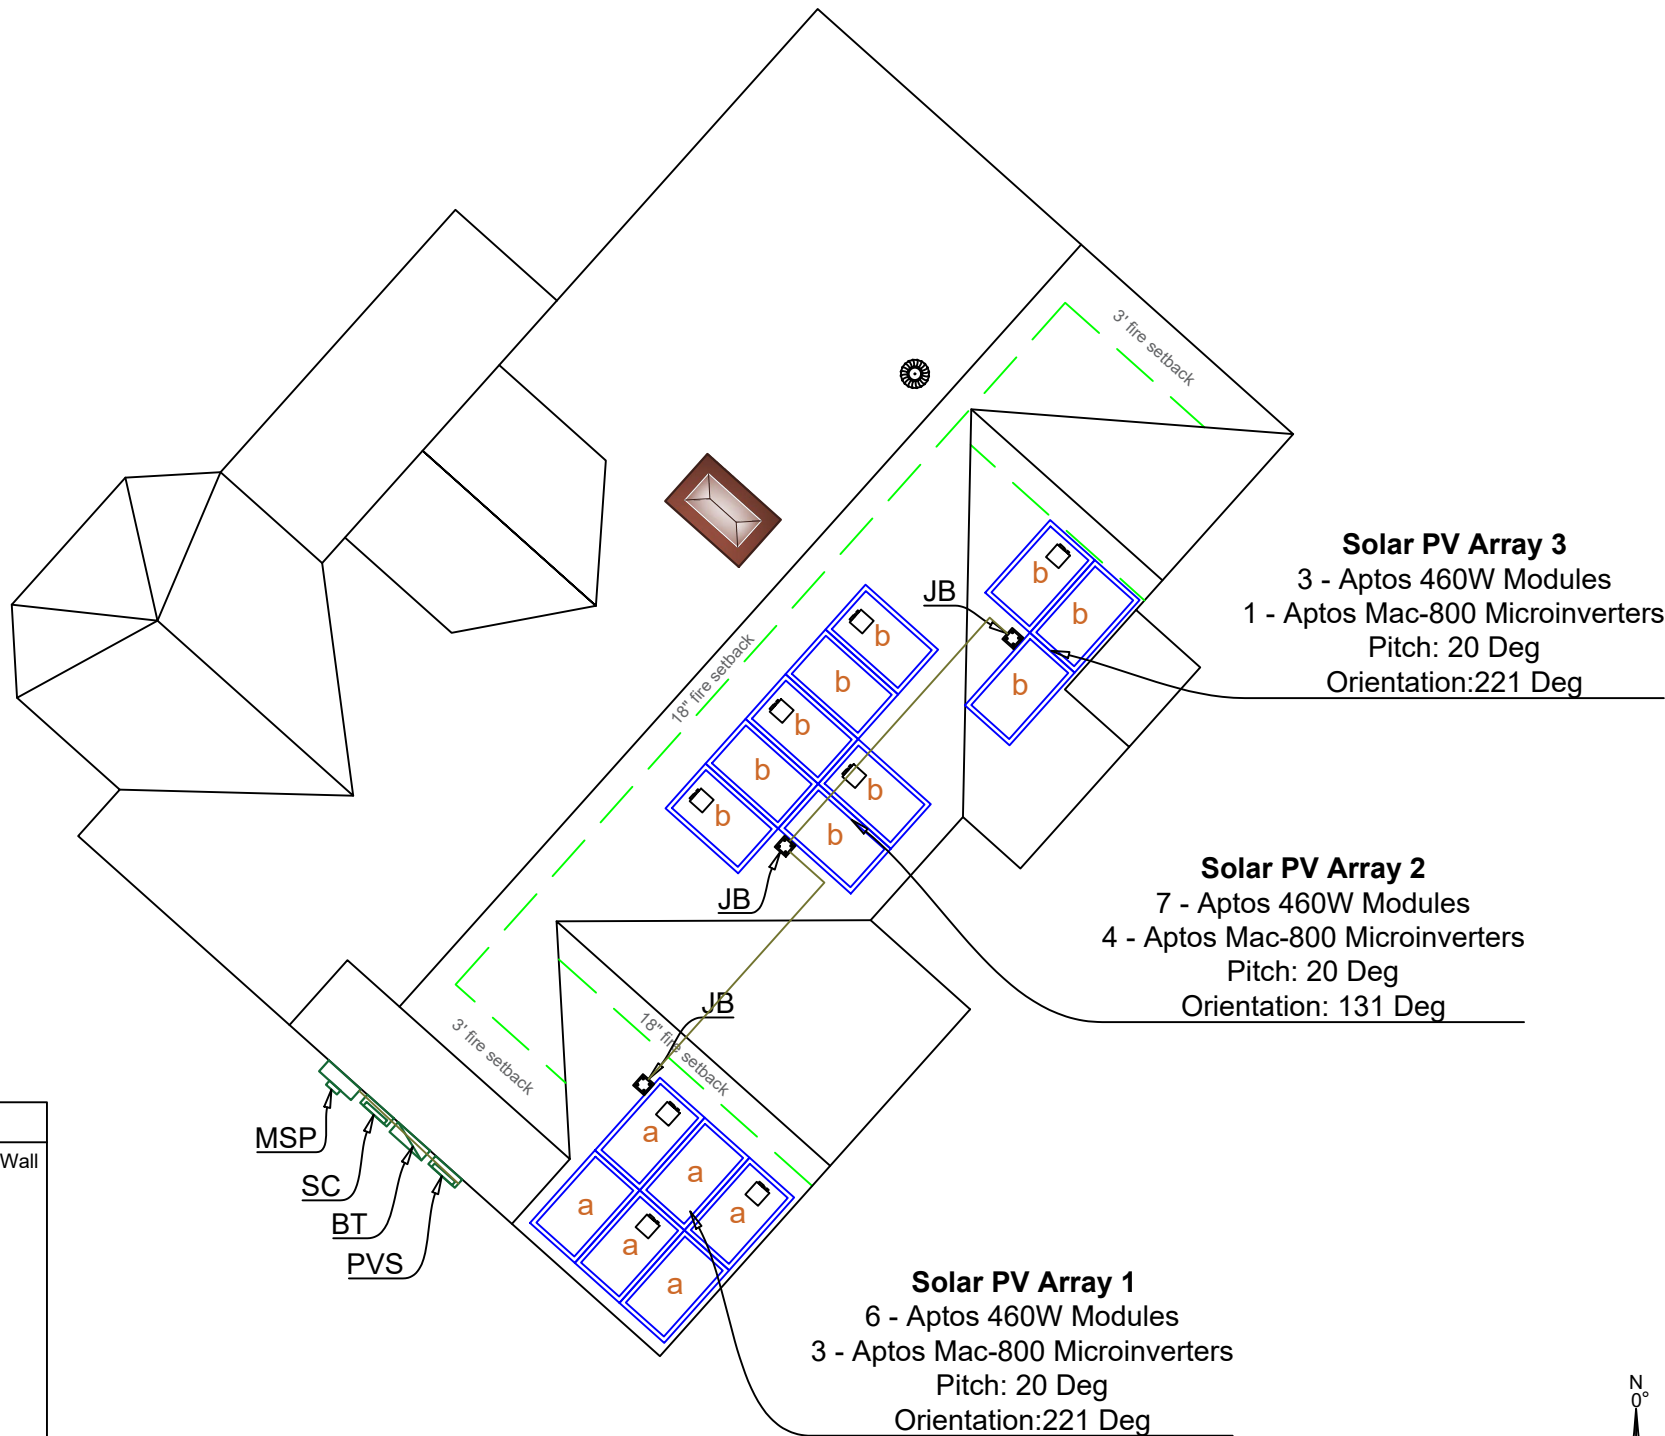 3' fire setback
Solar PV Array 3
3 - Aptos 460W Modules
1 - Aptos Mac-800 Microinverters
Pitch: 20 Deg
Orientation:221 Deg
JB
b
b
b
18" fire setback
b
b
b
b
b
b
b
JB
Solar PV Array 2
7 - Aptos 460W Modules
4 - Aptos Mac-800 Microinverters
Pitch: 20 Deg
Orientation: 131 Deg
JB
18" fire setback
3' fire setback
MSP
SC
BT
PVS
Wall
a
a
a
a
a
a
Solar PV Array 1
6 - Aptos 460W Modules
3 - Aptos Mac-800 Microinverters
Pitch: 20 Deg
Orientation:221 Deg
N
0°